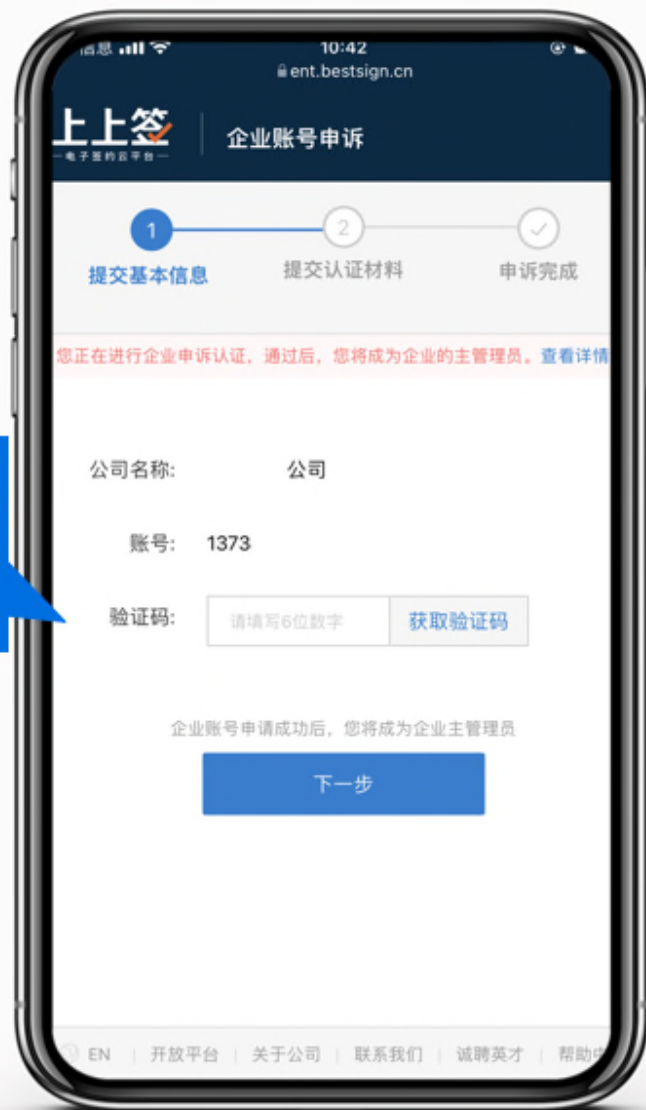 信息
10:42
ent.bestsign.cn
上上签
电子签约云平台
企业账号申诉
1
2
提交基本信息
提交认证材料
申诉完成
您正在进行企业申诉认证，通过后，您将成为企业的主管理员。查看详情
公司名称: 公司
账号: 1373
验证码: 请填写6位数字 获取验证码
企业账号申请成功后，您将成为企业主管理员
下一步
EN | 开放平台 | 关于公司 | 联系我们 | 诚聘英才 | 帮助中